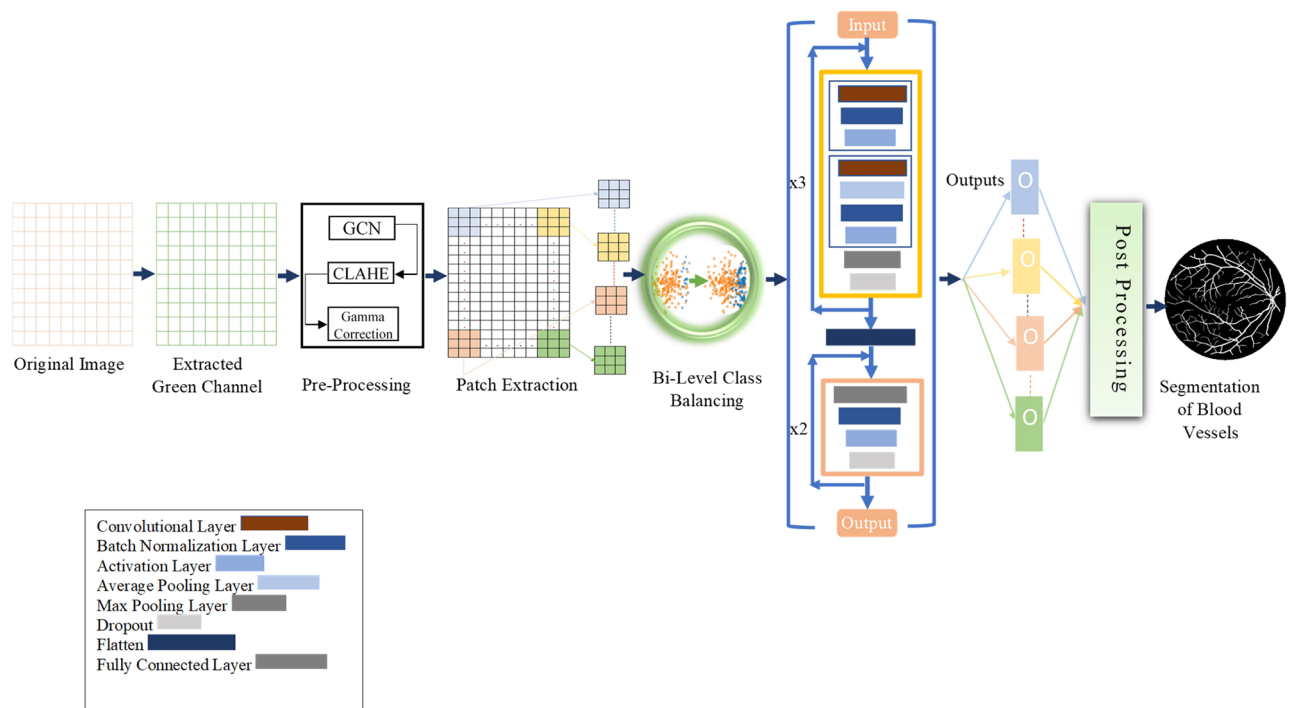 Original Image
Extracted
Green Channel
GCN
CLAHE
Gamma
Correction
Pre-Processing
Patch Extraction
Bi-Level Class
Balancing
Input
x3
x2
Output
Outputs
O
O
O
O
Post Processing
Segmentation
of Blood
Vessels
Convolutional Layer
Batch Normalization Layer
Activation Layer
Average Pooling Layer
Max Pooling Layer
Dropout
Flatten
Fully Connected Layer